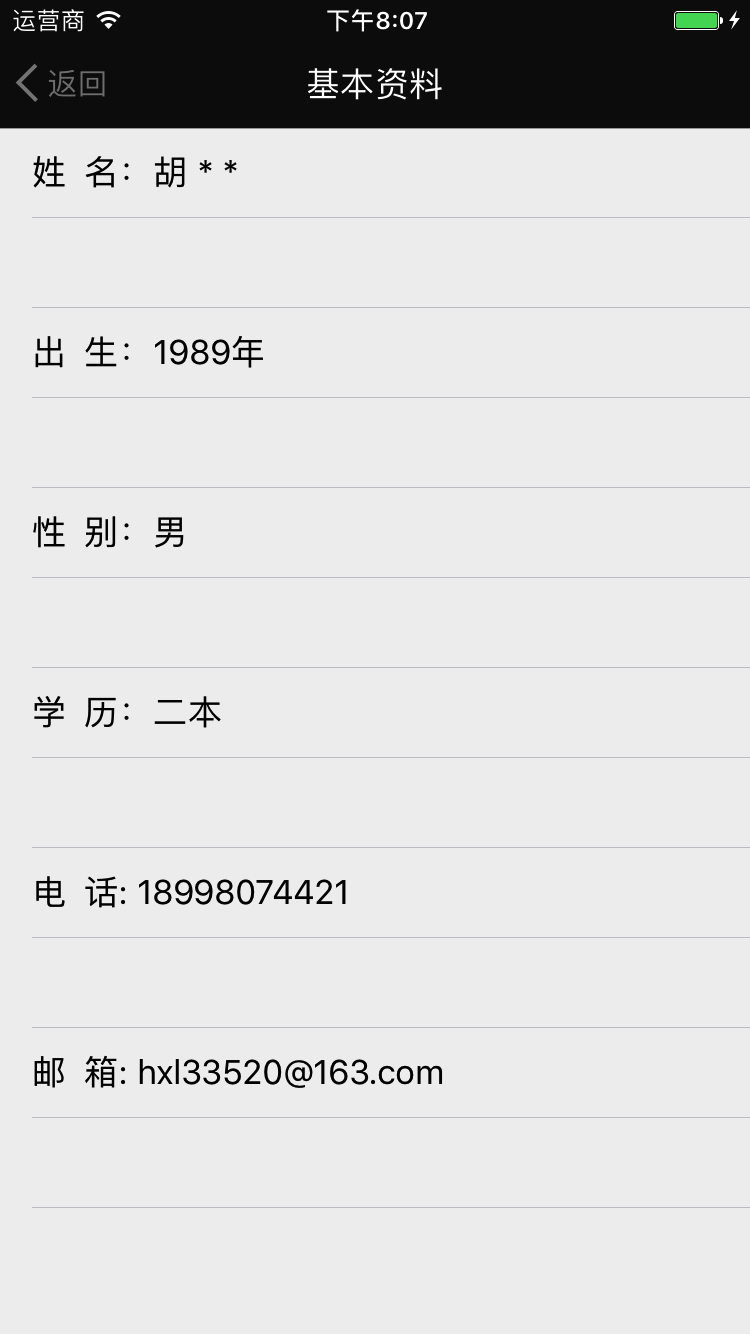 运营商 下午8:07
返回 基本资料
姓 名：胡 * *
出 生：1989年
性 别：男
学 历：二本
电 话: 18998074421
邮 箱: hxl33520@163.com